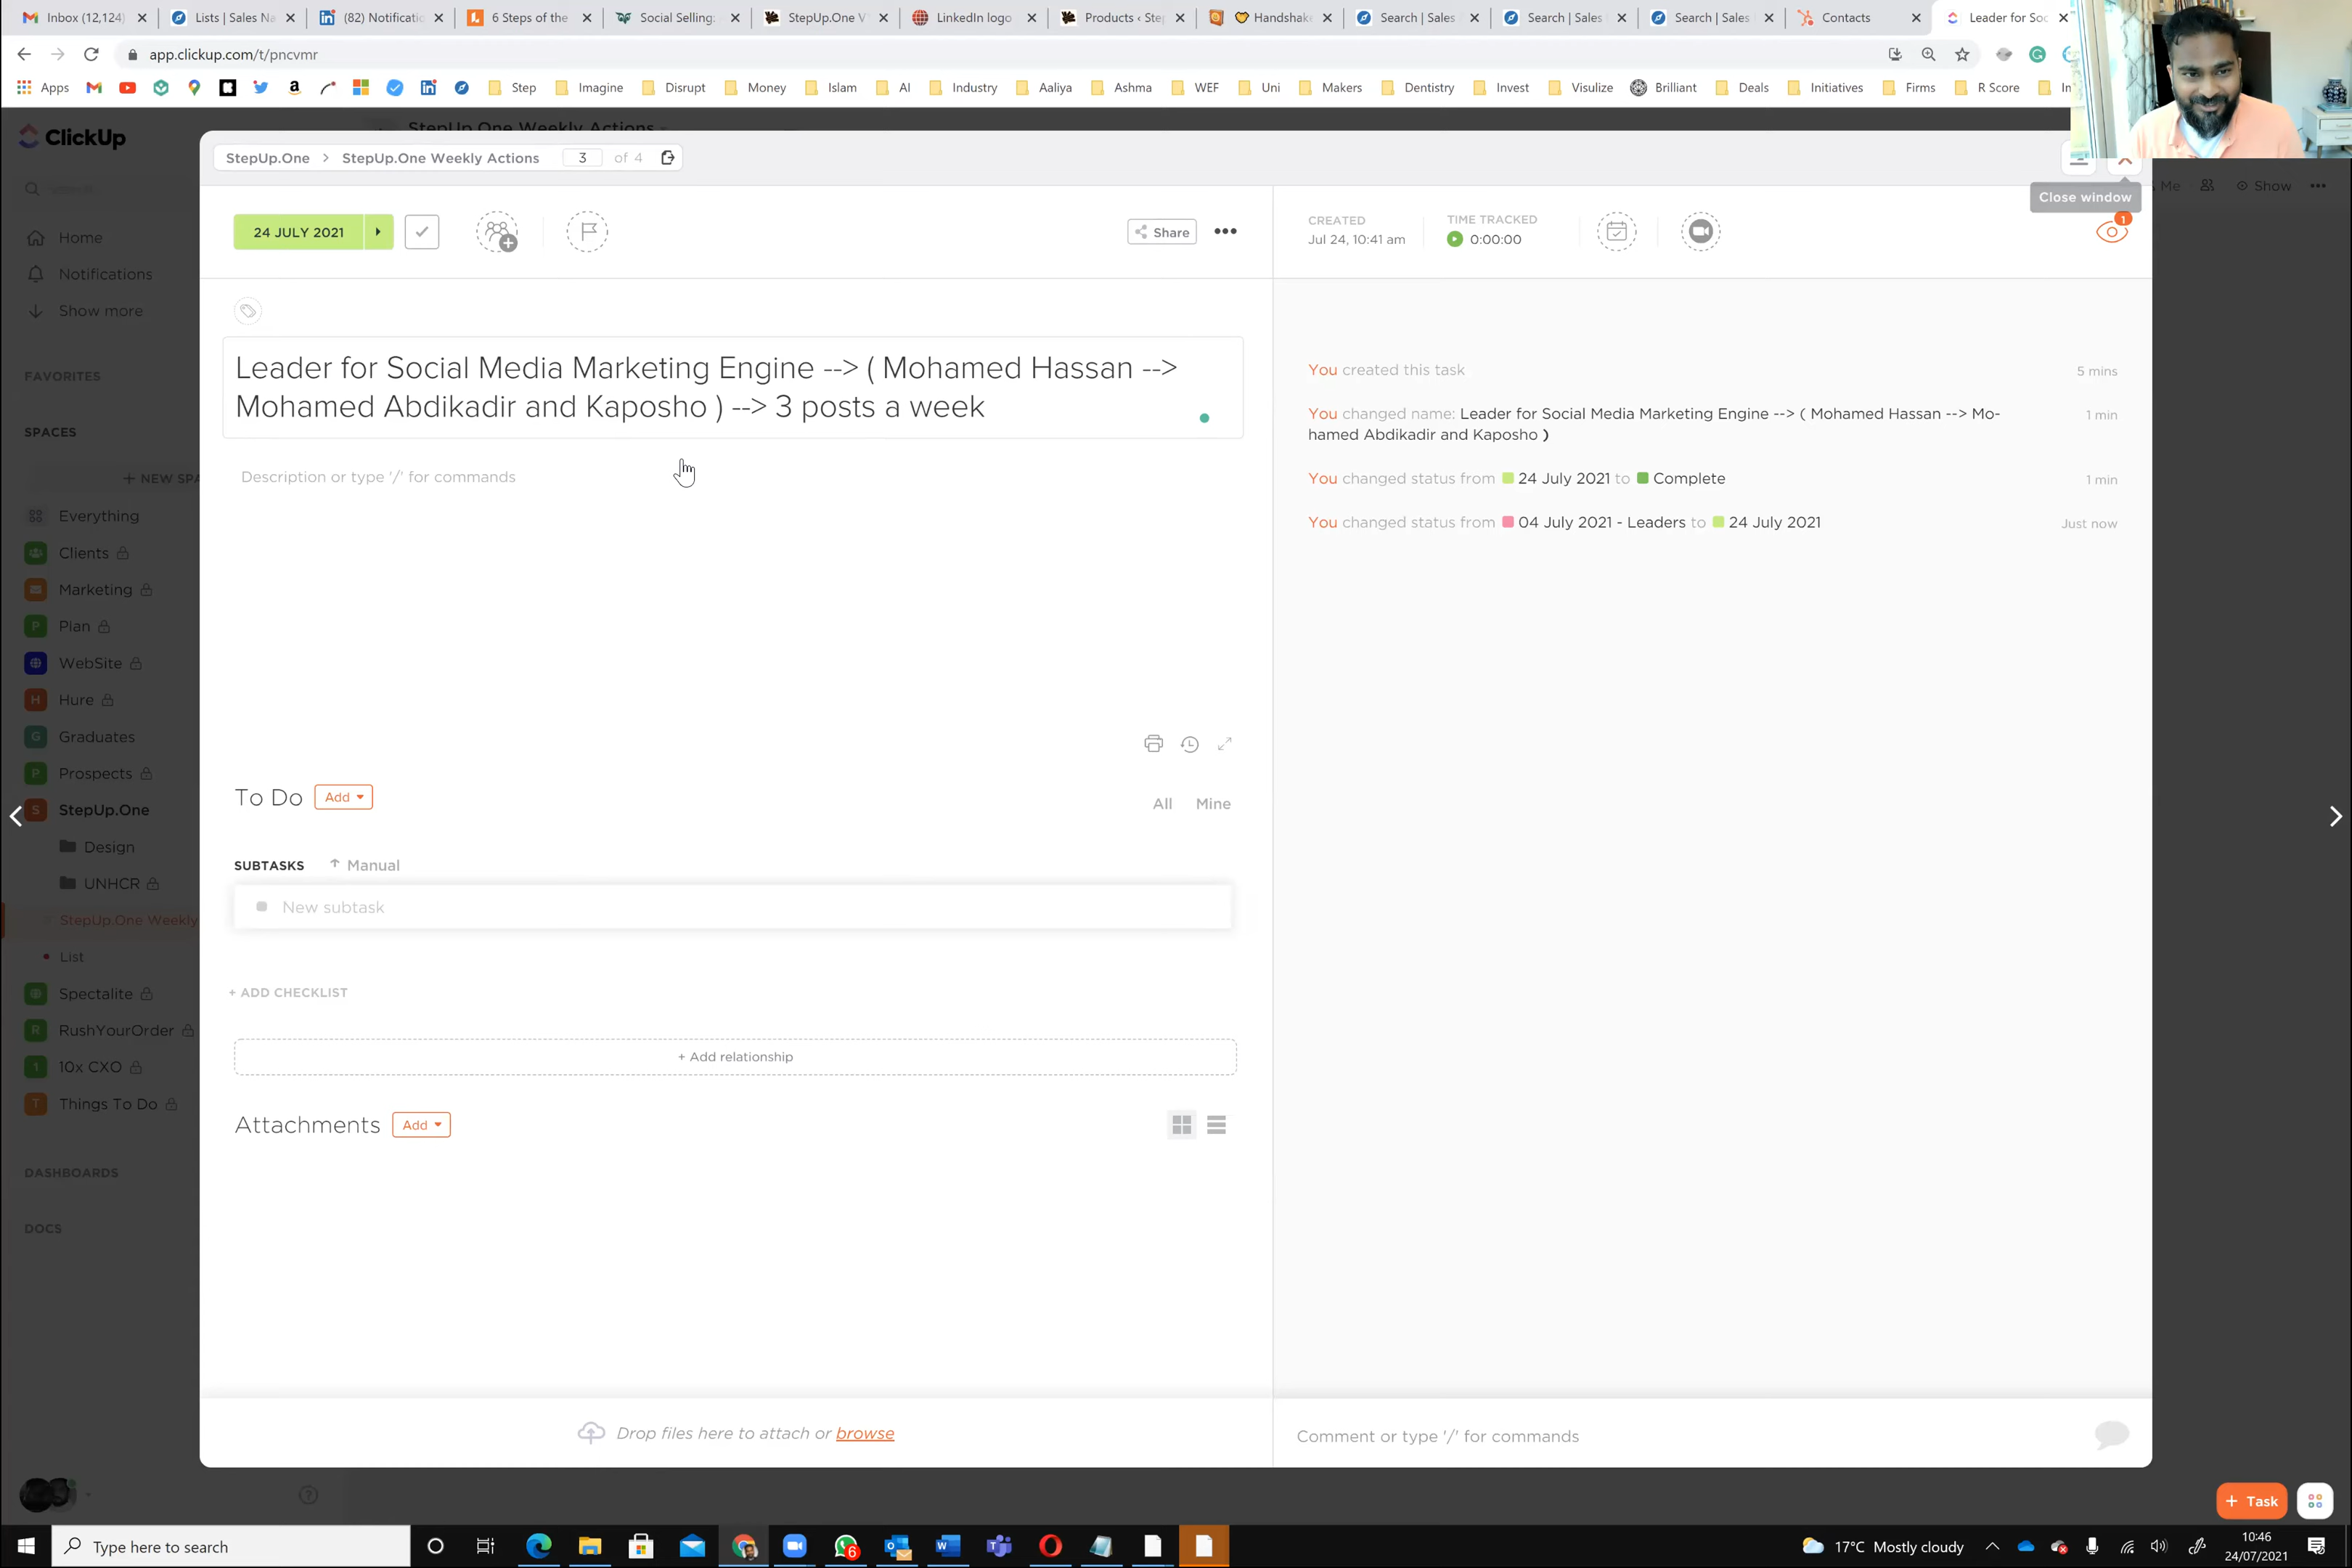 Inbox (12,124)
Lists | Sales Na
(82) Notificatio
6 Steps of the
Social Selling:
StepUp.One V
LinkedIn logo
Products ‹ Step
Handshak
Search | Sales
Search | Sales
Search | Sales
Contacts
Leader for Soc
app.clickup.com/t/pncvmr
Apps
Step
Imagine
Disrupt
Money
Islam
AI
Industry
Aaliya
Ashma
WEF
Uni
Makers
Dentistry
Invest
Visulize
Brilliant
Deals
Initiatives
Firms
R Score
ClickUp
StepUp.One Weekly Actions
StepUp.One > StepUp.One Weekly Actions 3 of 4
Me
Show
Close window
24 JULY 2021
Share
CREATED
Jul 24, 10:41 am
TIME TRACKED
0:00:00
1
Home
Notifications
Show more
FAVORITES
SPACES
+ NEW SPA
Everything
Clients
Marketing
P Plan
WebSite
H Hure
G Graduates
P Prospects
S StepUp.One
Design
UNHCR
StepUp.One Weekly
List
Spectalite
R RushYourOrder
1 10x CXO
T Things To Do
DASHBOARDS
DOCS
Leader for Social Media Marketing Engine --> ( Mohamed Hassan -->
Mohamed Abdikadir and Kaposho ) --> 3 posts a week
Description or type '/' for commands
To Do Add
All Mine
SUBTASKS Manual
New subtask
+ ADD CHECKLIST
+ Add relationship
Attachments Add
Drop files here to attach or browse
You created this task 5 mins
You changed name: Leader for Social Media Marketing Engine --> ( Mohamed Hassan --> Mo- 1 min
hamed Abdikadir and Kaposho )
You changed status from 24 July 2021 to Complete 1 min
You changed status from 04 July 2021 - Leaders to 24 July 2021 Just now
Comment or type '/' for commands
+ Task
Type here to search
6
17°C Mostly cloudy
10:46
24/07/2021